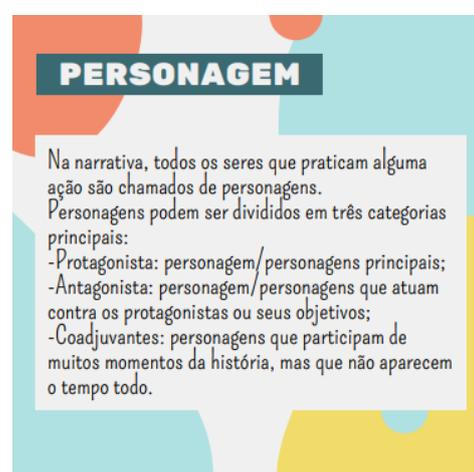 PERSONAGEM
Na narrativa, todos os seres que praticam alguma
ação são chamados de personagens.
Personagens podem ser divididos em três categorias
principais:
-Protagonista: personagem/personagens principais;
-Antagonista: personagem/personagens que atuam
contra os protagonistas ou seus objetivos;
-Coadjuvantes: personagens que participam de
muitos momentos da história, mas que não aparecem
o tempo todo.